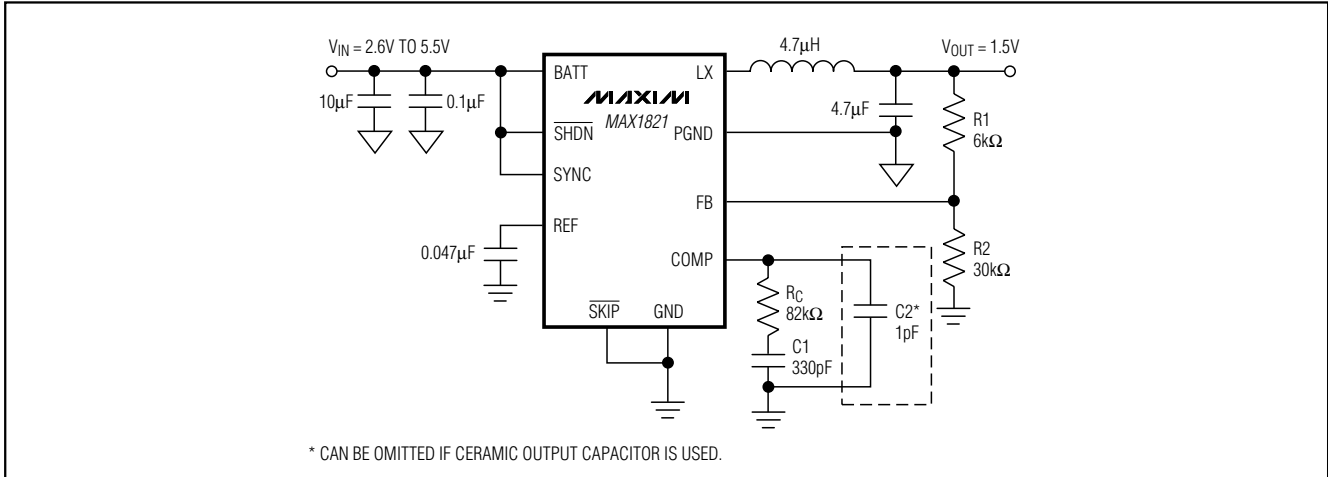 V_IN = 2.6V TO 5.5V
10μF
0.1μF
BATT
SHDN
SYNC
REF
0.047μF
MAXIM
MAX1821
LX
PGND
FB
COMP
SKIP
GND
4.7μH
V_OUT = 1.5V
4.7μF
R1
6kΩ
R2
30kΩ
R_C
82kΩ
C1
330pF
C2*
1pF
* CAN BE OMITTED IF CERAMIC OUTPUT CAPACITOR IS USED.